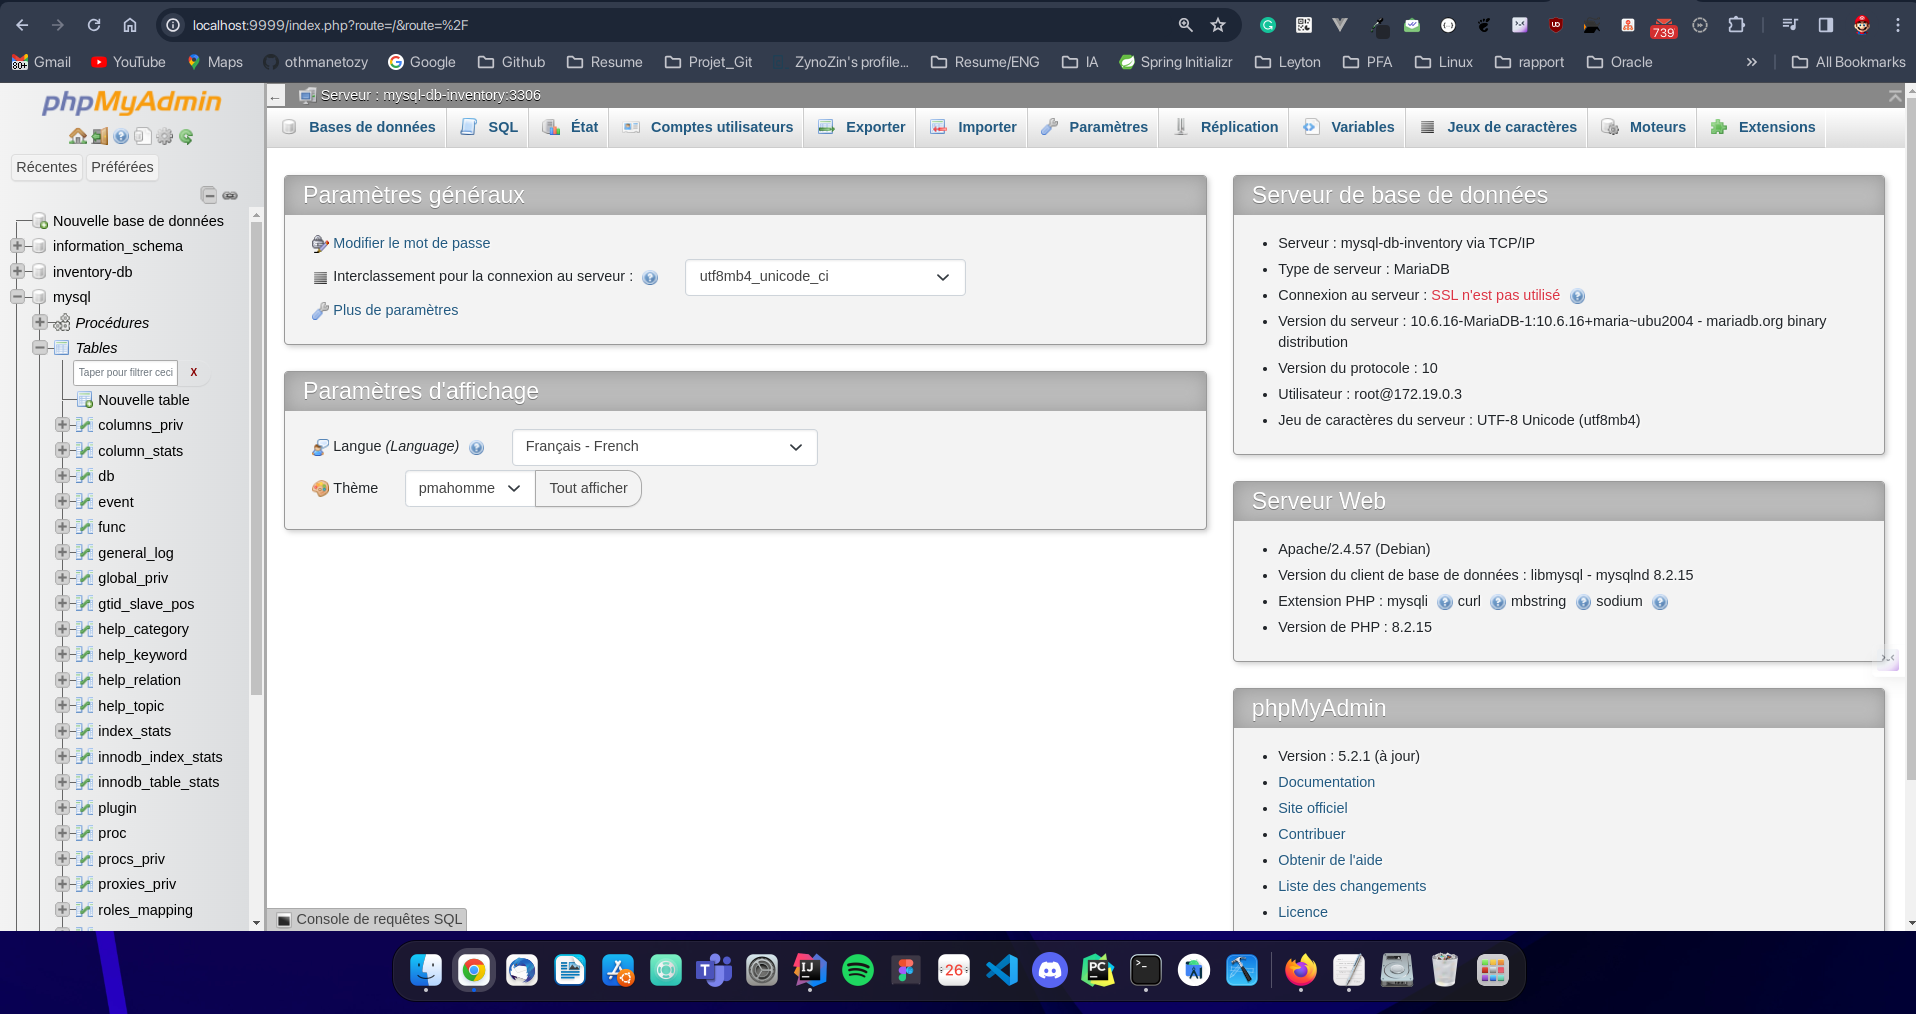 localhost:9999/index.php?route=/&route=%2F
739
Gmail
YouTube
Maps
othmanetozy
Google
Github
Resume
Projet_Git
ZynoZin's profile...
Resume/ENG
IA
Spring Initializr
Leyton
PFA
Linux
rapport
Oracle
»
All Bookmarks
phpMyAdmin
Récentes
Préférées
Nouvelle base de données
information_schema
inventory-db
mysql
Procédures
Tables
Taper pour filtrer ceci
X
Nouvelle table
columns_priv
column_stats
db
event
func
general_log
global_priv
gtid_slave_pos
help_category
help_keyword
help_relation
help_topic
index_stats
innodb_index_stats
innodb_table_stats
plugin
proc
procs_priv
proxies_priv
roles_mapping
Serveur : mysql-db-inventory:3306
Bases de données
SQL
État
Comptes utilisateurs
Exporter
Importer
Paramètres
Réplication
Variables
Jeux de caractères
Moteurs
Extensions
Paramètres généraux
Modifier le mot de passe
Interclassement pour la connexion au serveur :
utf8mb4_unicode_ci
Plus de paramètres
Paramètres d'affichage
Langue (Language)
Français - French
Thème
pmahomme
Tout afficher
Serveur de base de données
Serveur : mysql-db-inventory via TCP/IP
Type de serveur : MariaDB
Connexion au serveur : SSL n'est pas utilisé
Version du serveur : 10.6.16-MariaDB-1:10.6.16+maria~ubu2004 - mariadb.org binary
distribution
Version du protocole : 10
Utilisateur : root@172.19.0.3
Jeu de caractères du serveur : UTF-8 Unicode (utf8mb4)
Serveur Web
Apache/2.4.57 (Debian)
Version du client de base de données : libmysql - mysqlnd 8.2.15
Extension PHP : mysqli curl mbstring sodium
Version de PHP : 8.2.15
phpMyAdmin
Version : 5.2.1 (à jour)
Documentation
Site officiel
Contribuer
Obtenir de l'aide
Liste des changements
Licence
Console de requêtes SQL
26